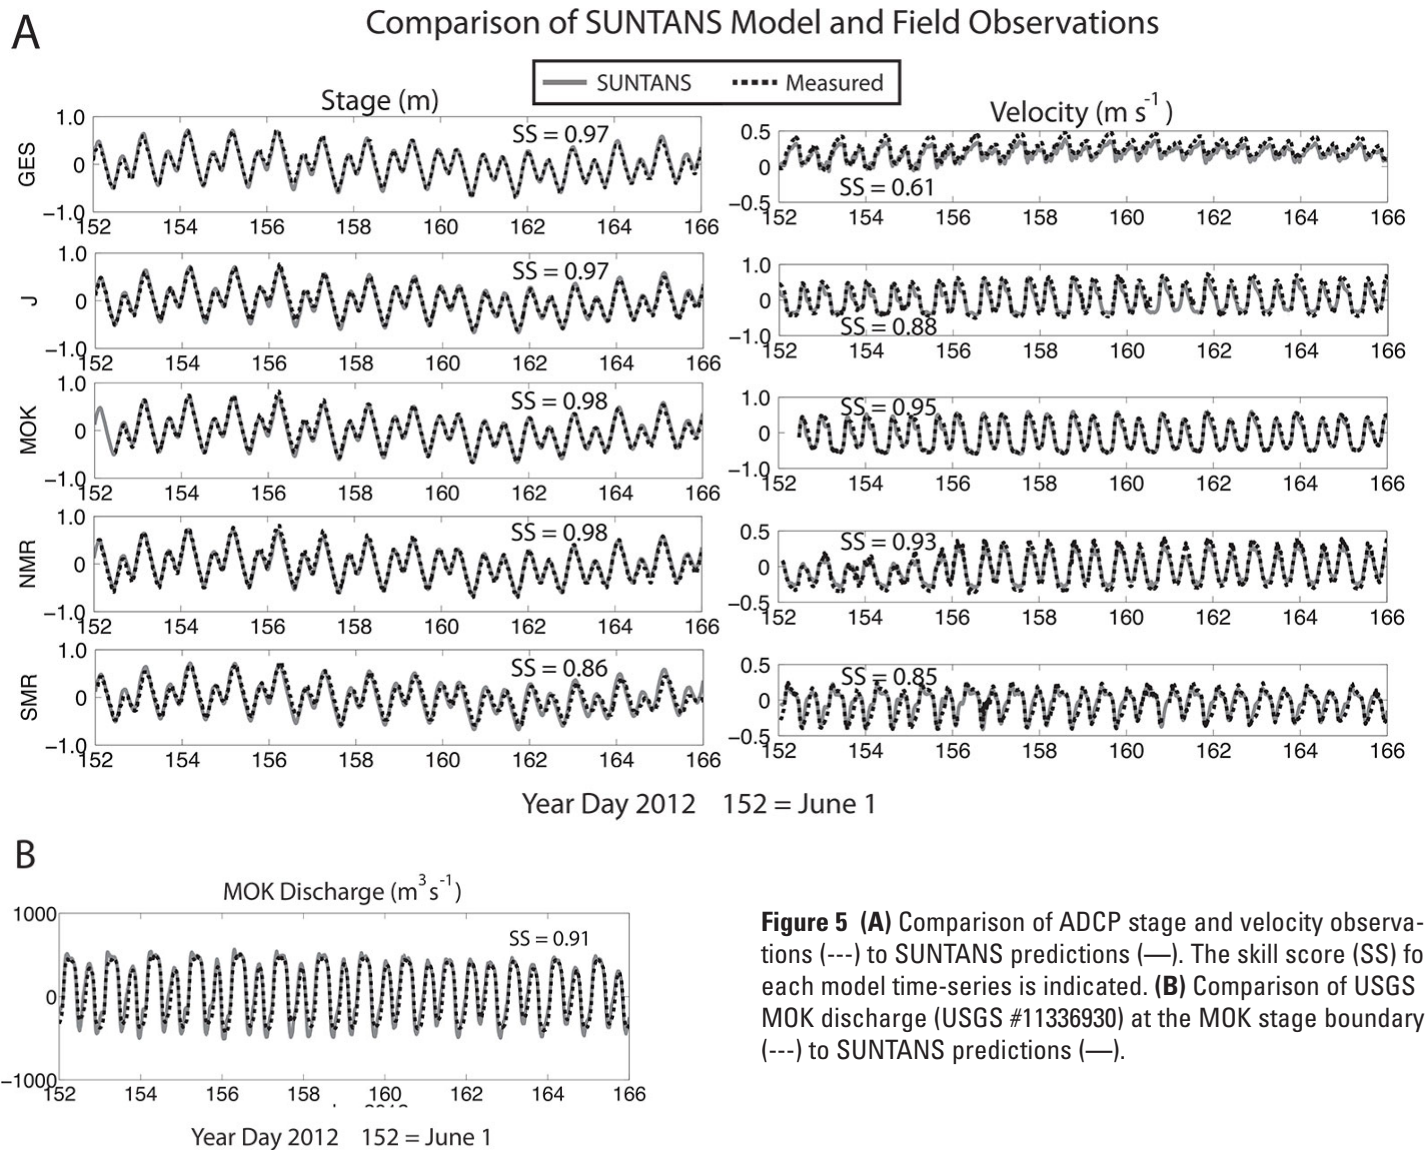 A
Comparison of SUNTANS Model and Field Observations
SUNTANS Measured
Stage (m)
Velocity (m s-1)
GES
1.0
0
−1.0
SS = 0.97
152 154 156 158 160 162 164 166
0.5
0
−0.5
SS = 0.61
152 154 156 158 160 162 164 166
J
1.0
0
−1.0
SS = 0.97
152 154 156 158 160 162 164 166
1.0
0
−1.0
SS = 0.88
152 154 156 158 160 162 164 166
MOK
1.0
0
−1.0
SS = 0.98
152 154 156 158 160 162 164 166
1.0
0
−1.0
SS = 0.95
152 154 156 158 160 162 164 166
NMR
1.0
0
−1.0
SS = 0.98
152 154 156 158 160 162 164 166
0.5
0
−0.5
SS = 0.93
152 154 156 158 160 162 164 166
SMR
1.0
0
−1.0
SS = 0.86
152 154 156 158 160 162 164 166
0.5
0
−0.5
SS = 0.85
152 154 156 158 160 162 164 166
Year Day 2012 152 = June 1
B
MOK Discharge (m3 s-1)
1000
0
−1000
SS = 0.91
152 154 156 158 160 162 164 166
Year Day 2012 152 = June 1
Figure 5 (A) Comparison of ADCP stage and velocity observa-
tions (---) to SUNTANS predictions (—). The skill score (SS) fo
each model time-series is indicated. (B) Comparison of USGS
MOK discharge (USGS #11336930) at the MOK stage boundary
(---) to SUNTANS predictions (—).